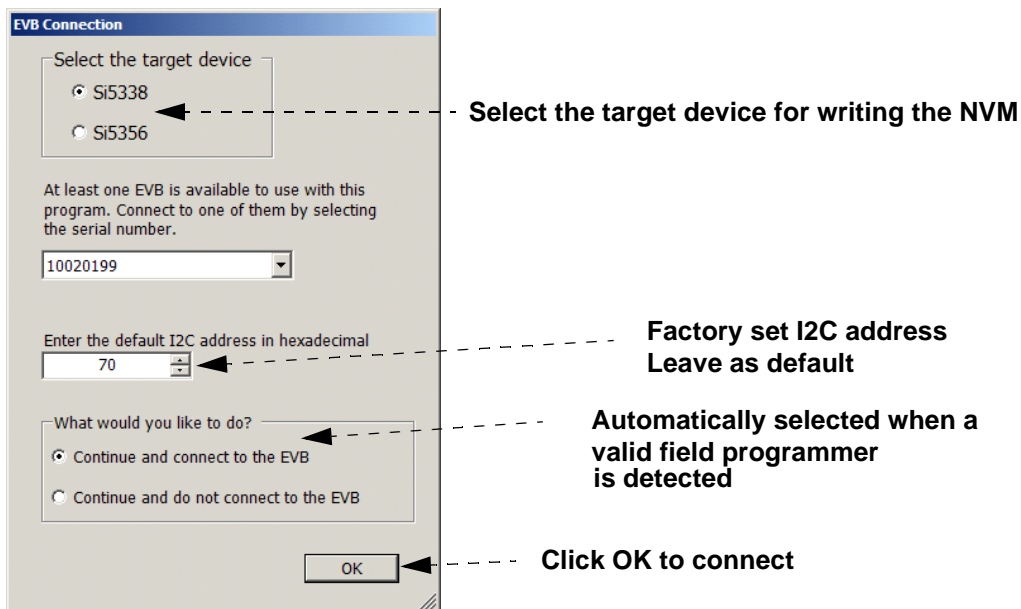 EVB Connection
Select the target device
Si5338
Si5356
Select the target device for writing the NVM
At least one EVB is available to use with this
program. Connect to one of them by selecting
the serial number.
10020199
Enter the default I2C address in hexadecimal
70
Factory set I2C address
Leave as default
What would you like to do?
Continue and connect to the EVB
Continue and do not connect to the EVB
Automatically selected when a
valid field programmer
is detected
OK
Click OK to connect